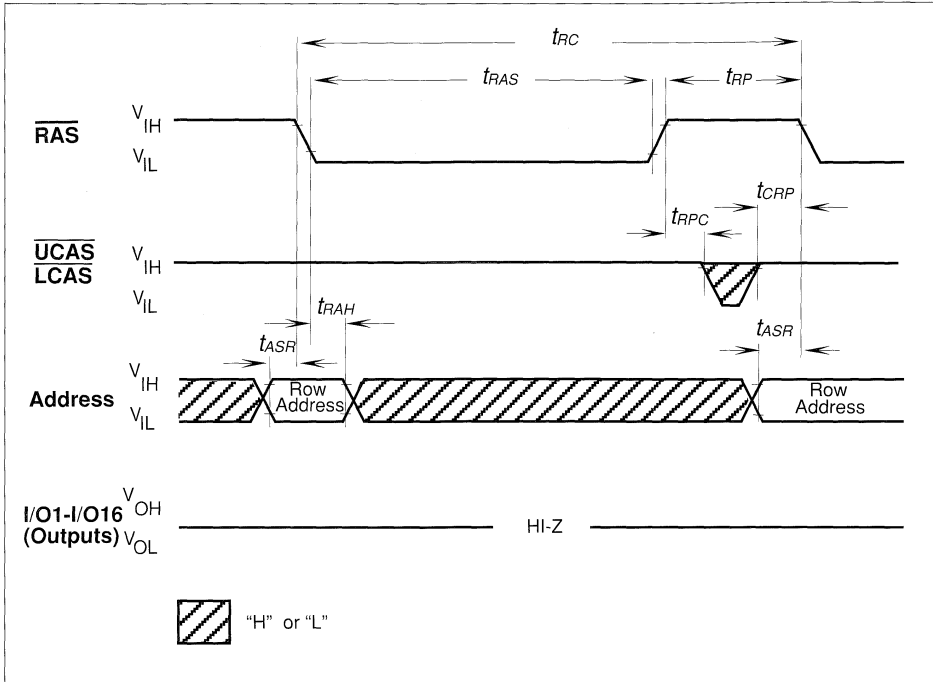 tRC
tRAS
tRP
RAS
VIH
VIL
tCRP
tRPC
UCAS
LCAS
VIH
VIL
tRAH
tASR
tASR
Address
VIH
VIL
Row
Address
Row
Address
I/O1-I/O16
(Outputs)
VOH
VOL
HI-Z
"H" or "L"